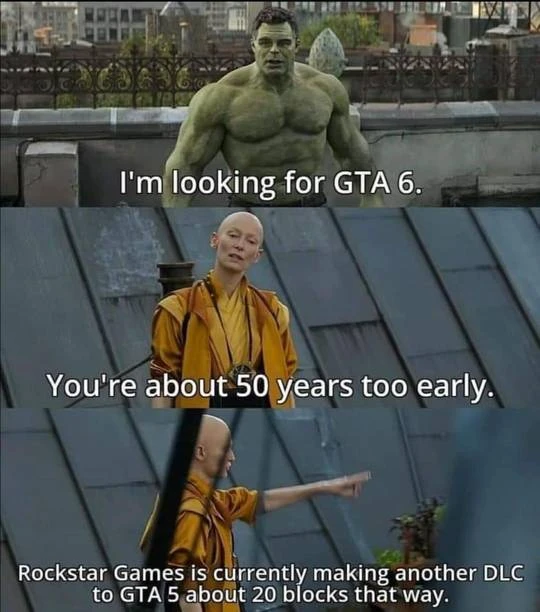 I'm looking for GTA 6.
You're about 50 years too early.
Rockstar Games is currently making another DLC
to GTA 5 about 20 blocks that way.